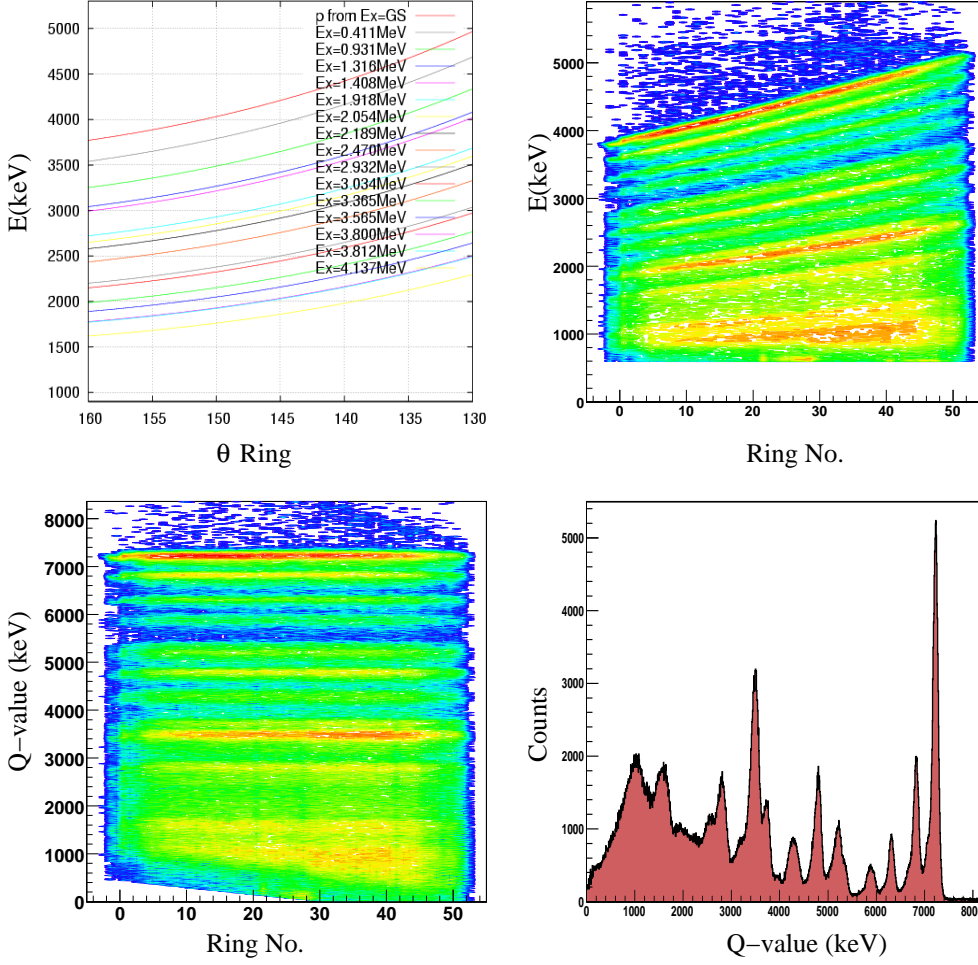 5000
4500
4000
3500
3000
2500
2000
1500
1000
E(keV)
p from Ex=GS
Ex=0.411MeV
Ex=0.931MeV
Ex=1.316MeV
Ex=1.408MeV
Ex=1.918MeV
Ex=2.054MeV
Ex=2.189MeV
Ex=2.470MeV
Ex=2.932MeV
Ex=3.034MeV
Ex=3.365MeV
Ex=3.565MeV
Ex=3.800MeV
Ex=3.812MeV
Ex=4.137MeV
160 155 150 145 140 135 130
θ Ring
5000
4000
3000
2000
1000
0
E(keV)
0 10 20 30 40 50
Ring No.
8000
7000
6000
5000
4000
3000
2000
1000
0
Q−value (keV)
0 10 20 30 40 50
Ring No.
5000
4000
3000
2000
1000
0
Counts
0 1000 2000 3000 4000 5000 6000 7000
Q−value (keV)